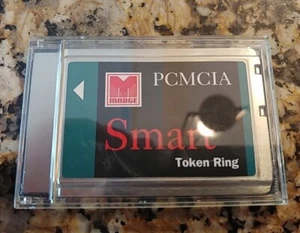 PCMCIA
MADGE
Smart
Token Ring